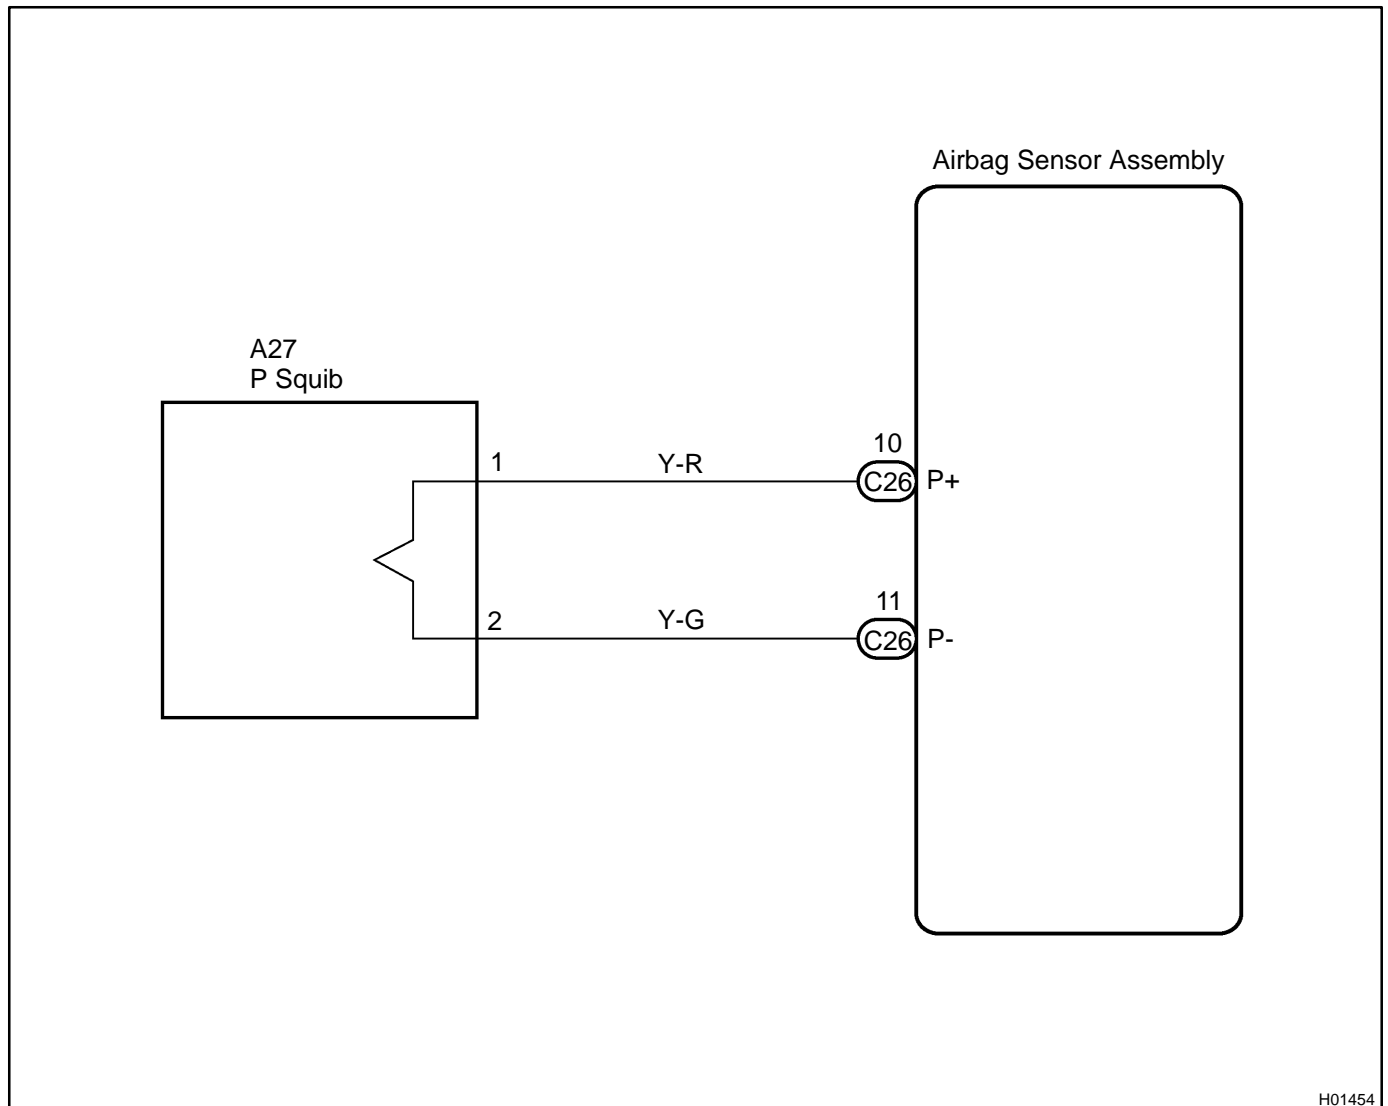 Airbag Sensor Assembly
A27
P Squib
1
Y-R
10
C26
P+
2
Y-G
11
C26
P-
H01454